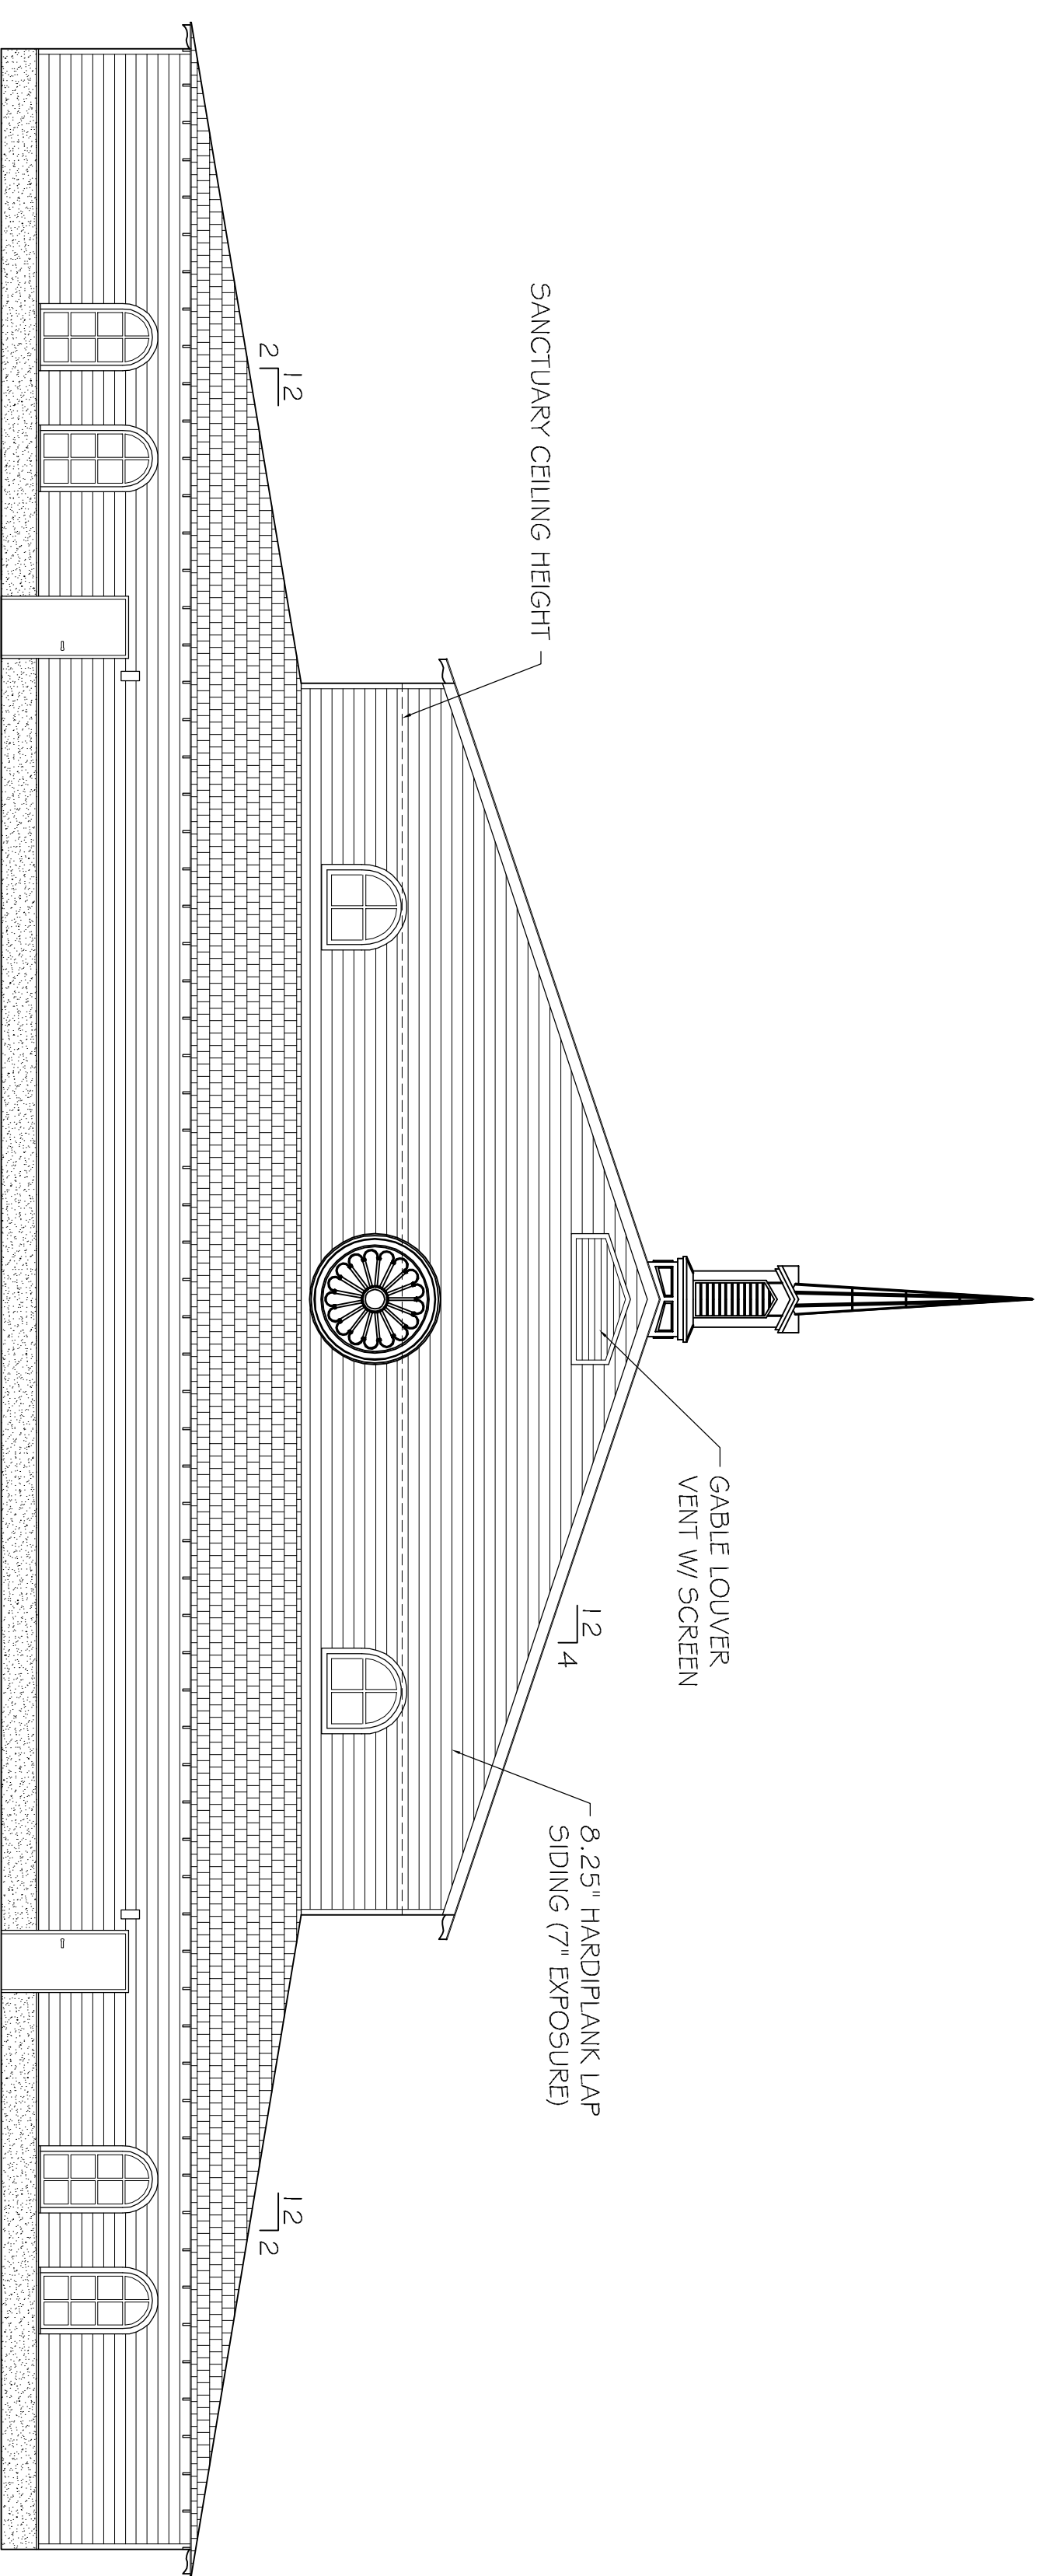 SANCTUARY CEILING HEIGHT
GABLE LOUVER
VENT W/ SCREEN
8.25" HARDIPLANK LAP
SIDING (7" EXPOSURE)
12
4
12
2
12
2